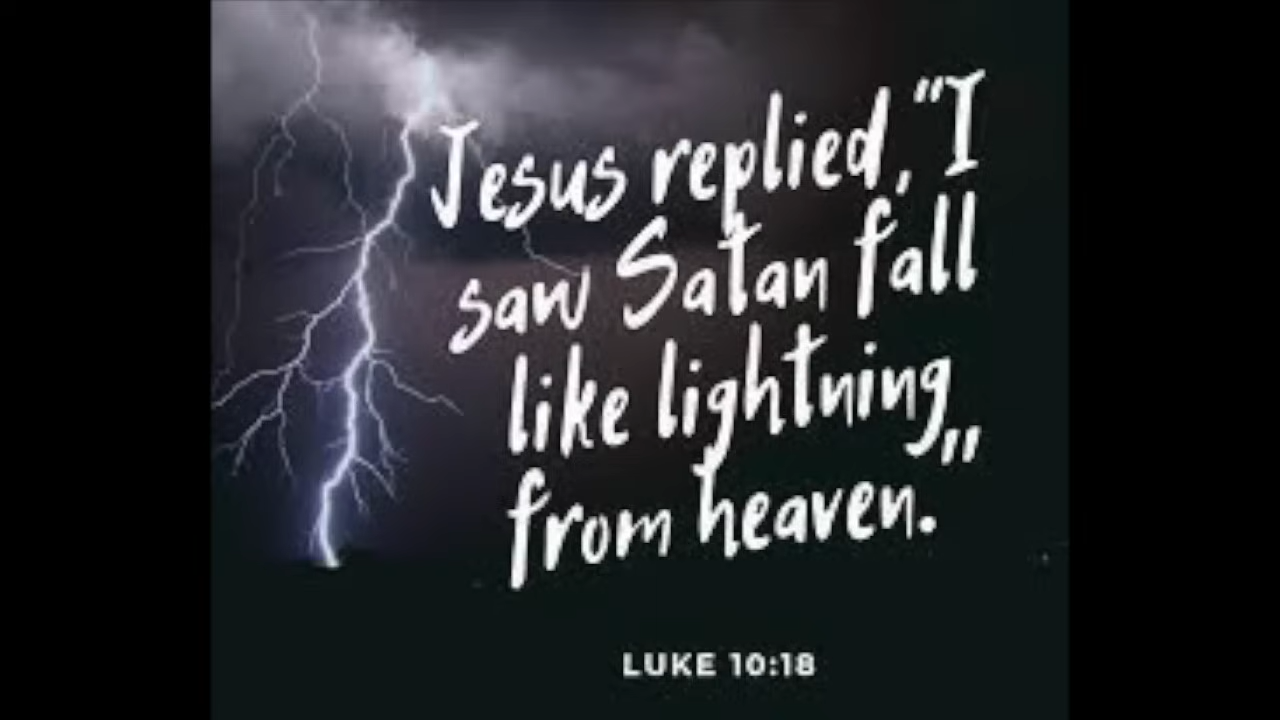 Jesus replied, “I
saw Satan fall
like lightning
from heaven.”
LUKE 10:18